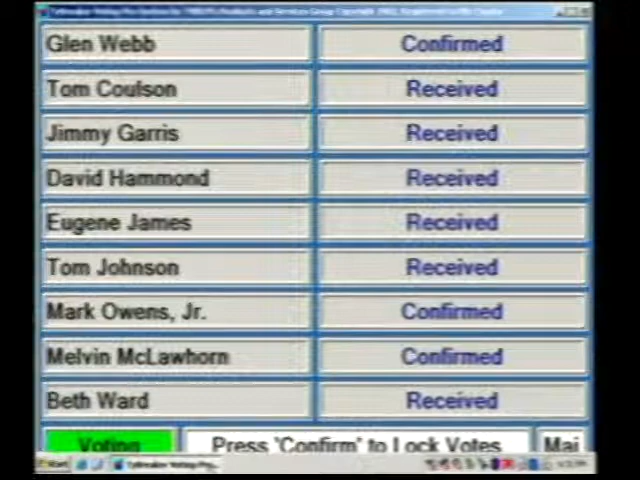 Glen Webb Confirmed
Tom Coulson Received
Jimmy Garris Received
David Hammond Received
Eugene James Received
Tom Johnson Received
Mark Owens, Jr. Confirmed
Melvin McLawhorn Confirmed
Beth Ward Received
Voting Press 'Confirm' to Lock Votes Mai